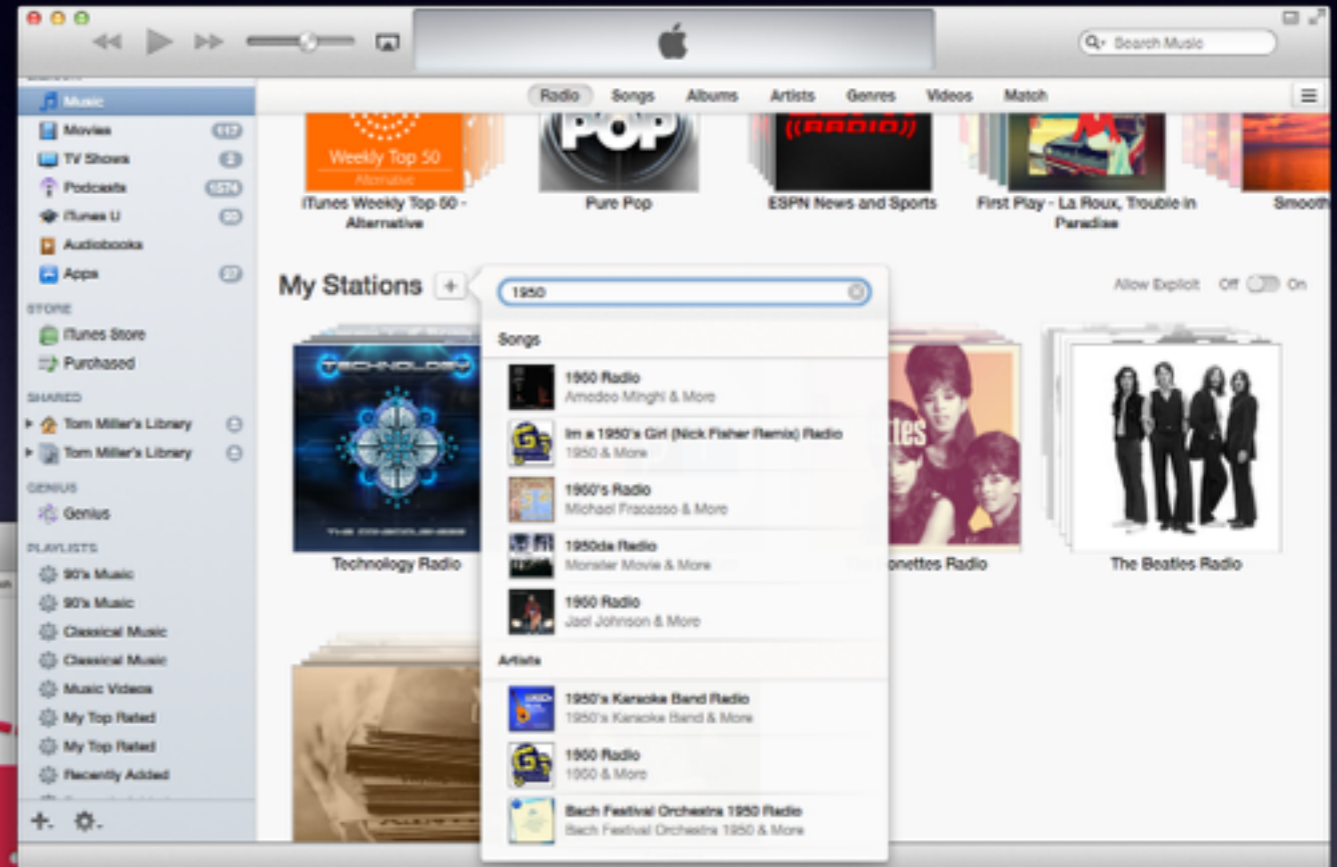 Search Music
Music
Movies
TV Shows
Podcasts
iTunes U
Audiobooks
Apps
STORE
iTunes Store
Purchased
SHARED
Tom Miller's Library
Tom Miller's Library
GENIUS
Genius
PLAYLISTS
90's Music
90's Music
Classical Music
Classical Music
Music Videos
My Top Rated
My Top Rated
Recently Added
Radio Songs Albums Artists Genres Videos Match
Weekly Top 50
Alternative
POP
((RADIO))
iTunes Weekly Top 50 -
Alternative
Pure Pop
ESPN News and Sports
First Play - La Roux, Trouble in
Paradise
Smooth
My Stations +
Allow Explicit Off On
1950
Songs
1950 Radio
Amedeo Minghi & More
Im a 1950's Girl (Nick Fisher Remix) Radio
1950 & More
1950's Radio
Michael Fracasso & More
1950da Radio
Monster Movie & More
1950 Radio
Jael Johnson & More
Artists
1950's Karaoke Band Radio
1950's Karaoke Band & More
1950 Radio
1950 & More
Bach Festival Orchestra 1950 Radio
Bach Festival Orchestra 1950 & More
TECHNOLOGY
Technology Radio
ttes
onettes Radio
The Beatles Radio